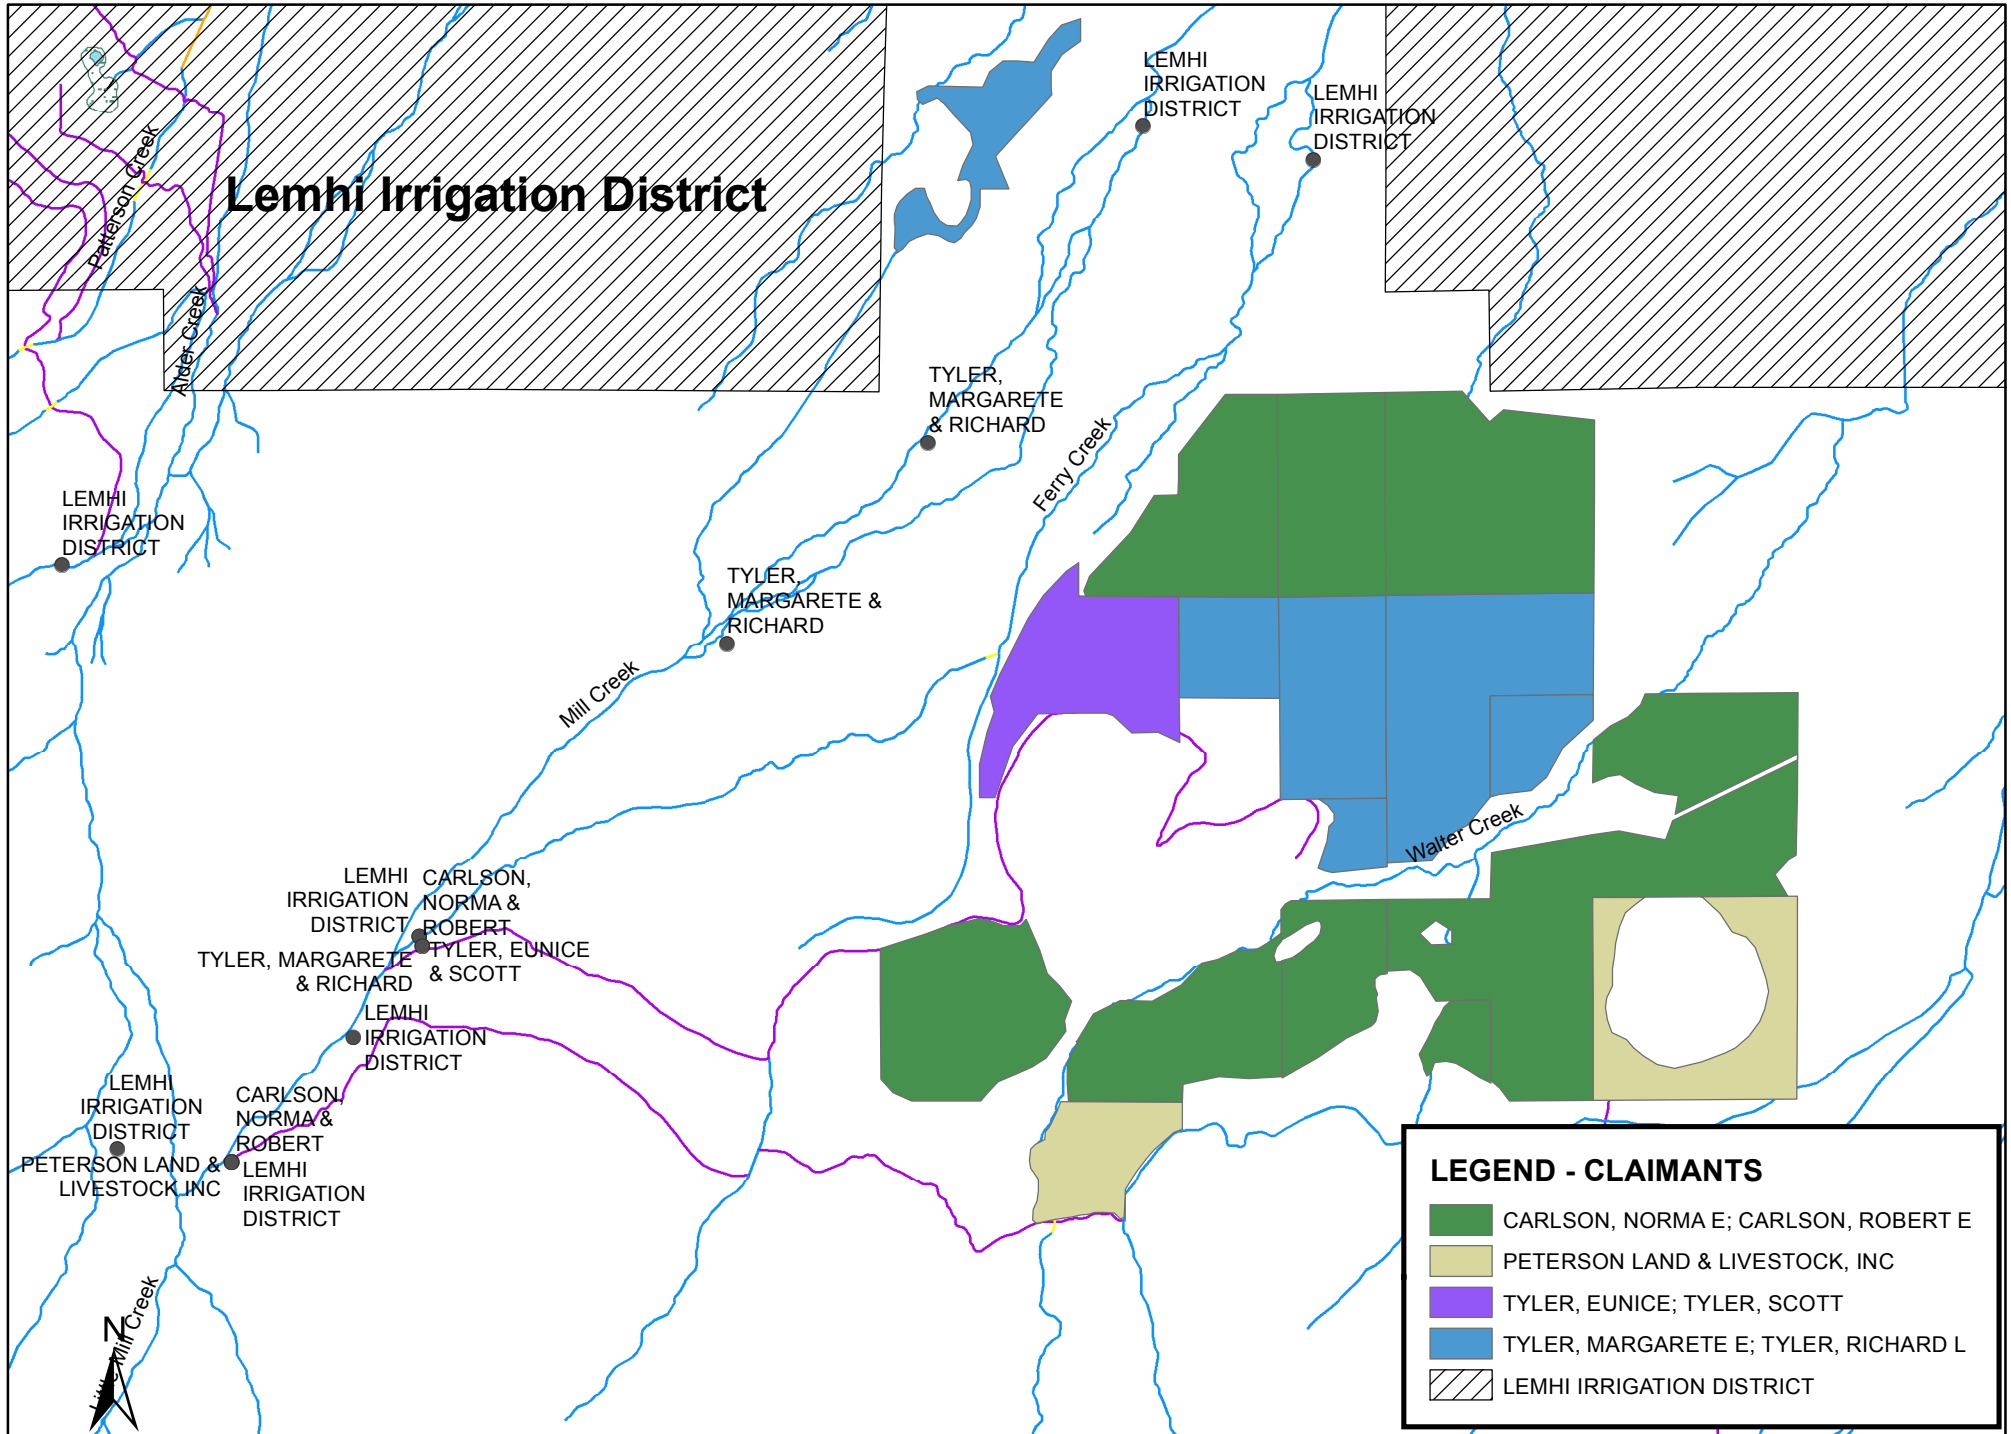 LEMHI
IRRIGATION
DISTRICT
LEMHI
IRRIGATION
DISTRICT
Patterson Creek
Lemhi Irrigation District
Alder Creek
TYLER,
MARGARETE
& RICHARD
Ferry Creek
LEMHI
IRRIGATION
DISTRICT
TYLER,
MARGARETE &
RICHARD
Mill Creek
Walter Creek
LEMHI
IRRIGATION
DISTRICT
CARLSON,
NORMA &
ROBERT
TYLER, MARGARETE
& RICHARD
TYLER, EUNICE
& SCOTT
LEMHI
IRRIGATION
DISTRICT
LEMHI
IRRIGATION
DISTRICT
CARLSON,
NORMA &
ROBERT
PETERSON LAND &
LIVESTOCK INC
LEMHI
IRRIGATION
DISTRICT
Little Mill Creek
N
LEGEND - CLAIMANTS
CARLSON, NORMA E; CARLSON, ROBERT E
PETERSON LAND & LIVESTOCK, INC
TYLER, EUNICE; TYLER, SCOTT
TYLER, MARGARETE E; TYLER, RICHARD L
LEMHI IRRIGATION DISTRICT